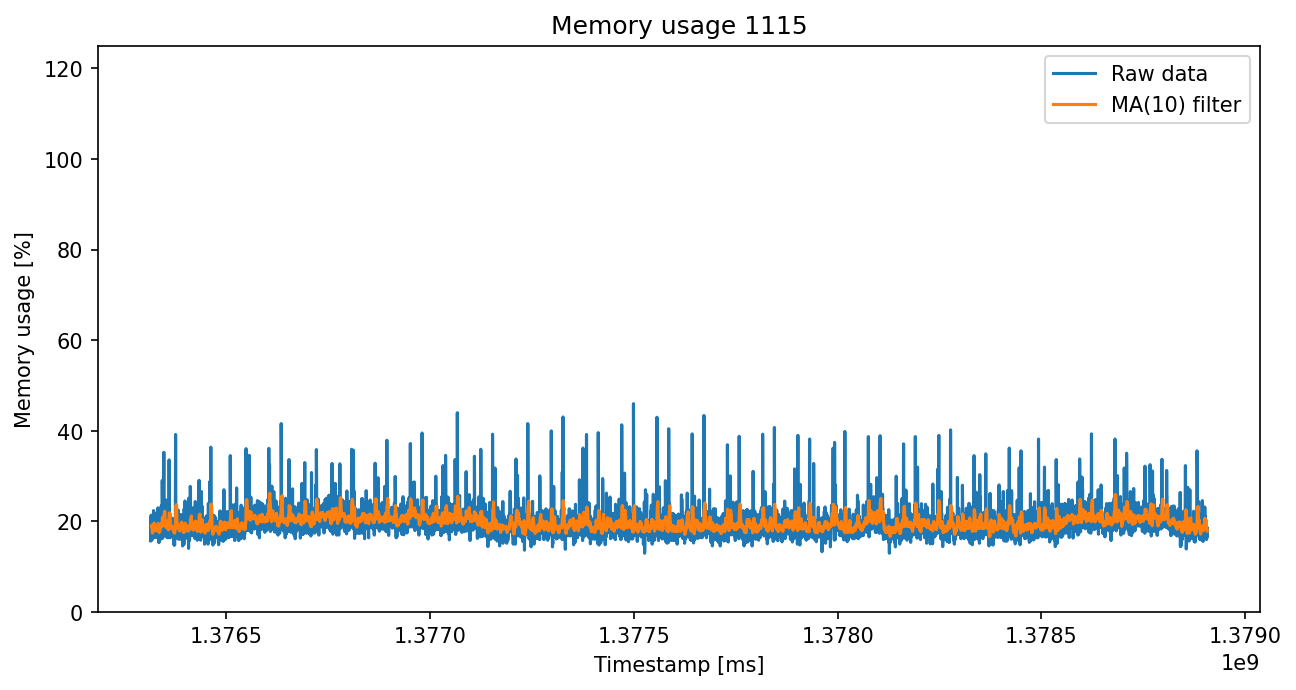 Memory usage 1115
Raw data
MA(10) filter
Memory usage [%]
120
100
80
60
40
20
0
1.3765 1.3770 1.3775 1.3780 1.3785 1.3790
1e9
Timestamp [ms]